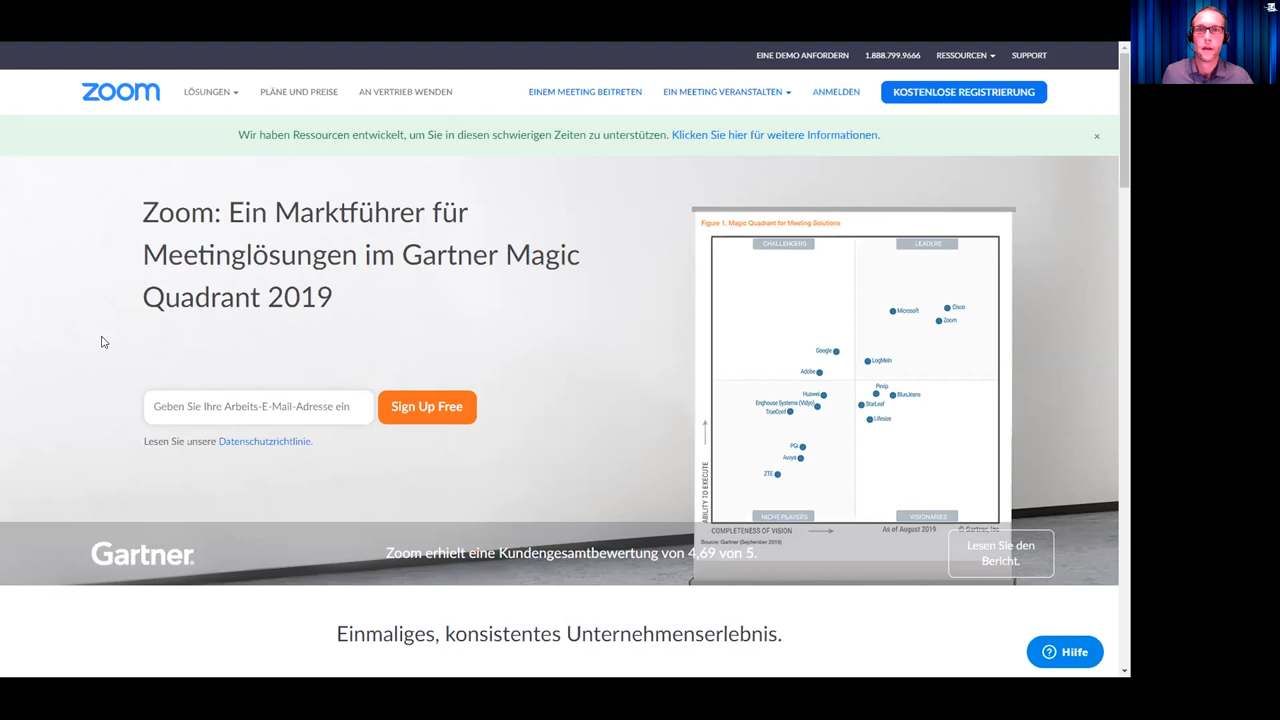 EINE DEMO ANFORDERN 1.888.799.9666 RESSOURCEN SUPPORT
zoom LÖSUNGEN PLÄNE UND PREISE AN VERTRIEB WENDEN EINEM MEETING BEITRETEN EIN MEETING VERANSTALTEN ANMELDEN KOSTENLOSE REGISTRIERUNG
Wir haben Ressourcen entwickelt, um Sie in diesen schwierigen Zeiten zu unterstützen. Klicken Sie hier für weitere Informationen. ×
Zoom: Ein Marktführer für
Meetinglösungen im Gartner Magic
Quadrant 2019
Geben Sie Ihre Arbeits-E-Mail-Adresse ein Sign Up Free
Lesen Sie unsere Datenschutzrichtlinie.
Figure 1. Magic Quadrant for Meeting Solutions
CHALLENGERS LEADERS
Cisco
Microsoft
Zoom
Google
LogMeIn
Adobe
Pexip
Huawei BlueJeans
Enghouse Systems (Vidyo) StarLeaf
TrueConf
Lifesize
PGi
Avaya
ZTE
ABILITY TO EXECUTE
NICHE PLAYERS VISIONARIES
COMPLETENESS OF VISION As of August 2019 © Gartner, Inc
Source: Gartner (September 2019)
Gartner. Zoom erhielt eine Kundengesamtbewertung von 4,69 von 5.
Lesen Sie den
Bericht.
Einmaliges, konsistentes Unternehmenserlebnis.
Hilfe